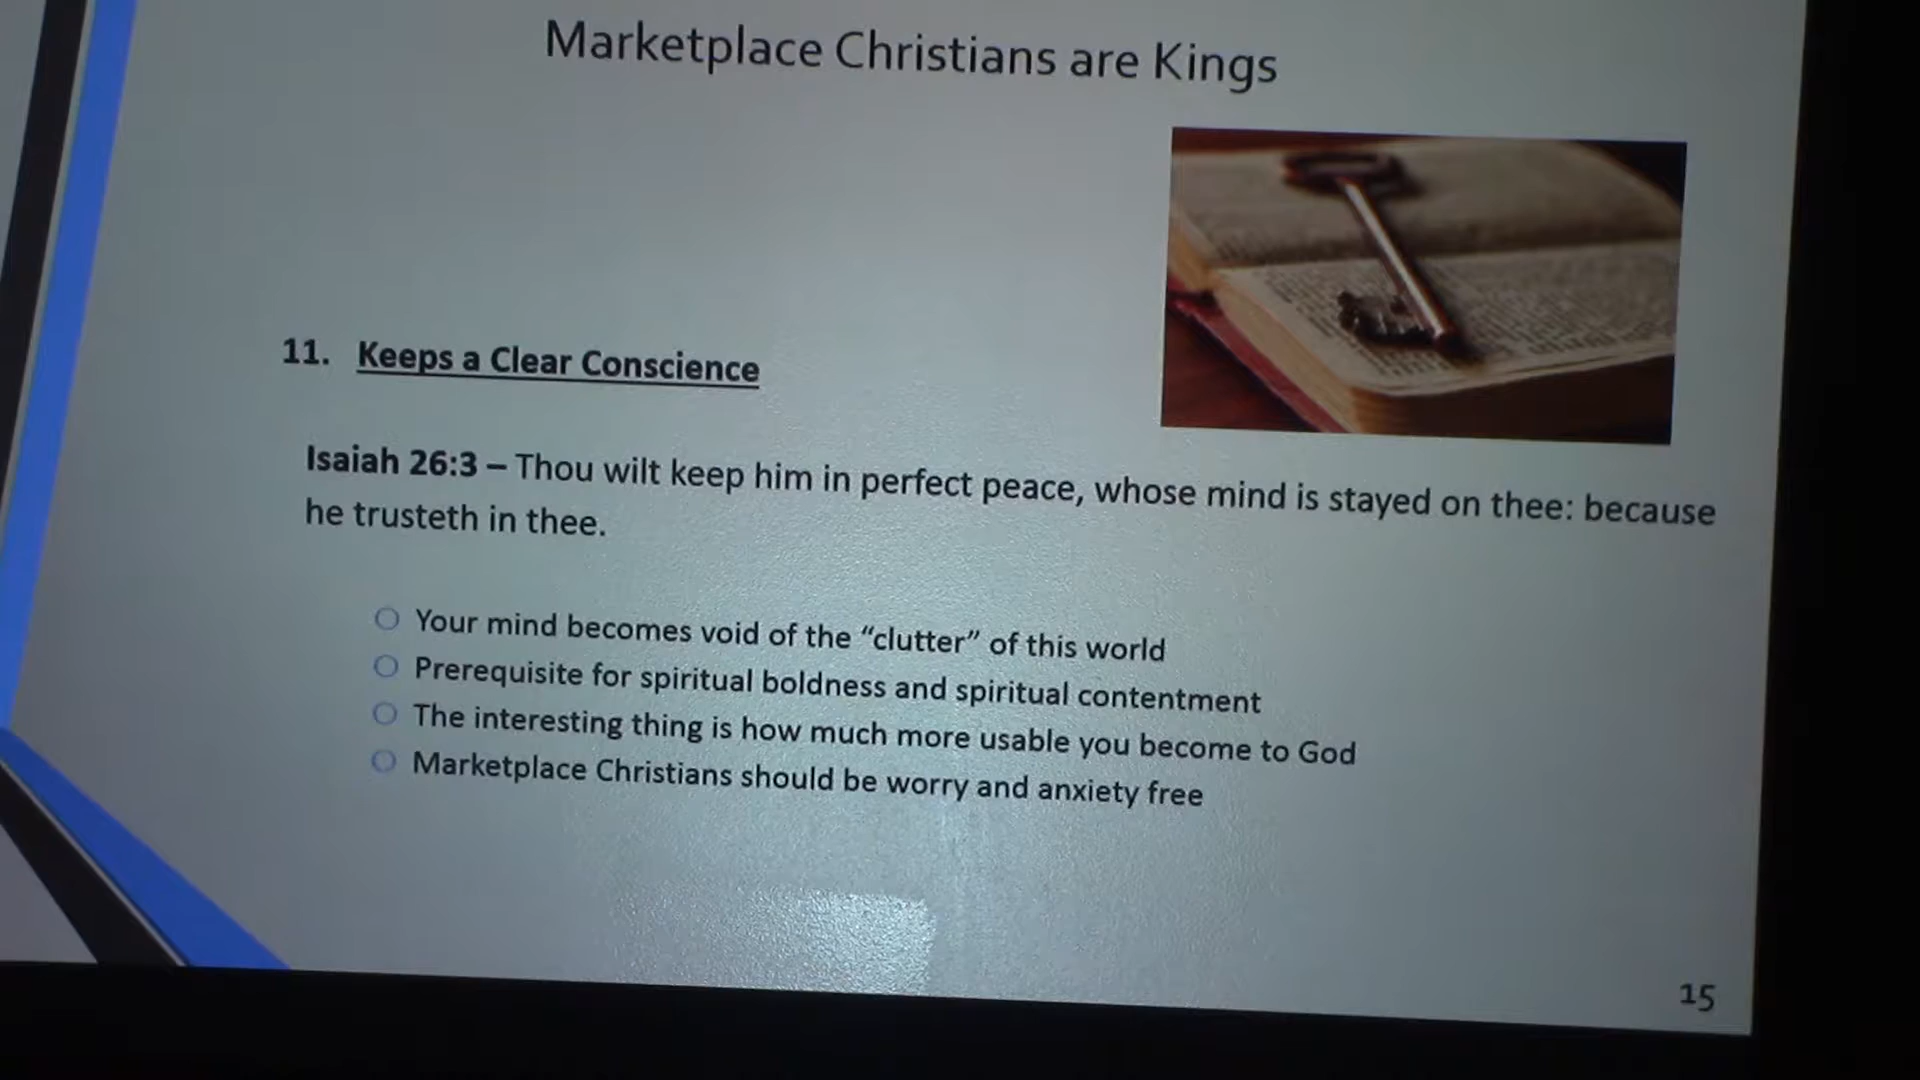 Marketplace Christians are Kings
11. Keeps a Clear Conscience
Isaiah 26:3 – Thou wilt keep him in perfect peace, whose mind is stayed on thee: because
he trusteth in thee.
Your mind becomes void of the “clutter” of this world
Prerequisite for spiritual boldness and spiritual contentment
The interesting thing is how much more usable you become to God
Marketplace Christians should be worry and anxiety free
15